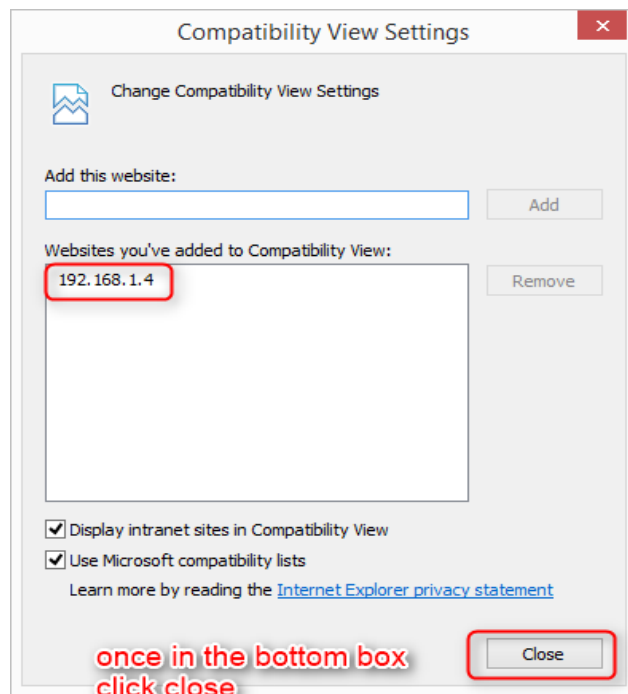 Compatibility View Settings
Change Compatibility View Settings
Add this website:
Add
Websites you've added to Compatibility View:
192.168.1.4
Remove
Display intranet sites in Compatibility View
Use Microsoft compatibility lists
Learn more by reading the Internet Explorer privacy statement
once in the bottom box
Close
click close